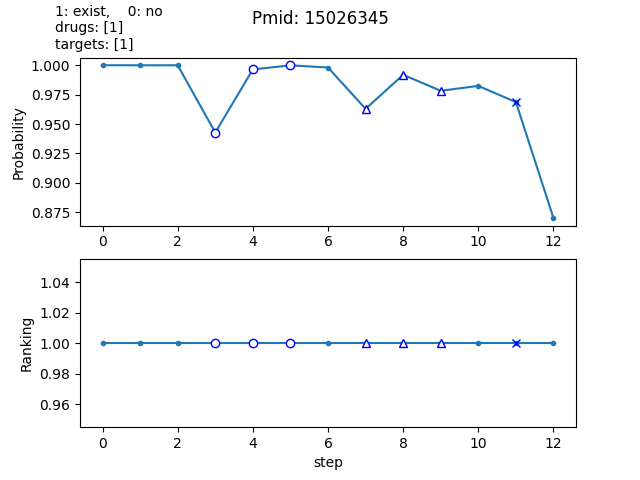 1: exist,    0: no
drugs: [1]
targets: [1]
Pmid: 15026345
1.000
0.975
0.950
0.925
0.900
0.875
Probability
0 2 4 6 8 10 12
1.04
1.02
1.00
0.98
0.96
Ranking
0 2 4 6 8 10 12
step